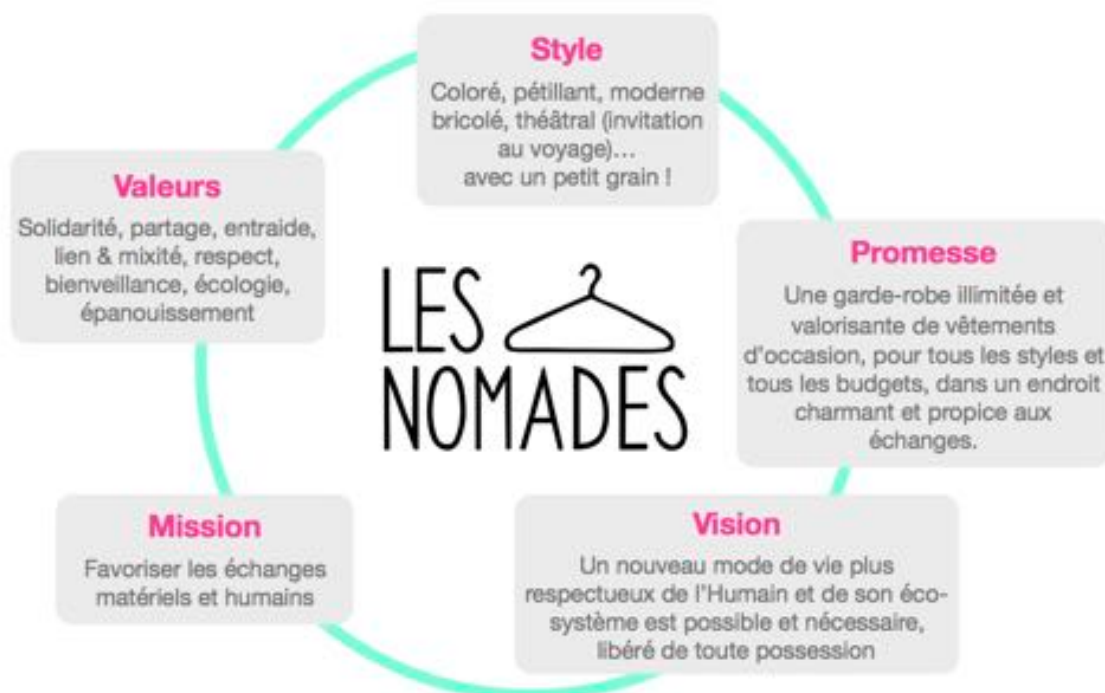 Style
Coloré, pétillant, moderne
bricolé, théâtral (invitation
au voyage)...
avec un petit grain !
Valeurs
Solidarité, partage, entraide,
lien & mixité, respect,
bienveillance, écologie,
épanouissement
Promesse
Une garde-robe illimitée et
valorisante de vêtements
d'occasion, pour tous les styles et
tous les budgets, dans un endroit
charmant et propice aux
échanges.
LES
NOMADES
Mission
Favoriser les échanges
matériels et humains
Vision
Un nouveau mode de vie plus
respectueux de l'Humain et de son éco-
système est possible et nécessaire,
libéré de toute possession